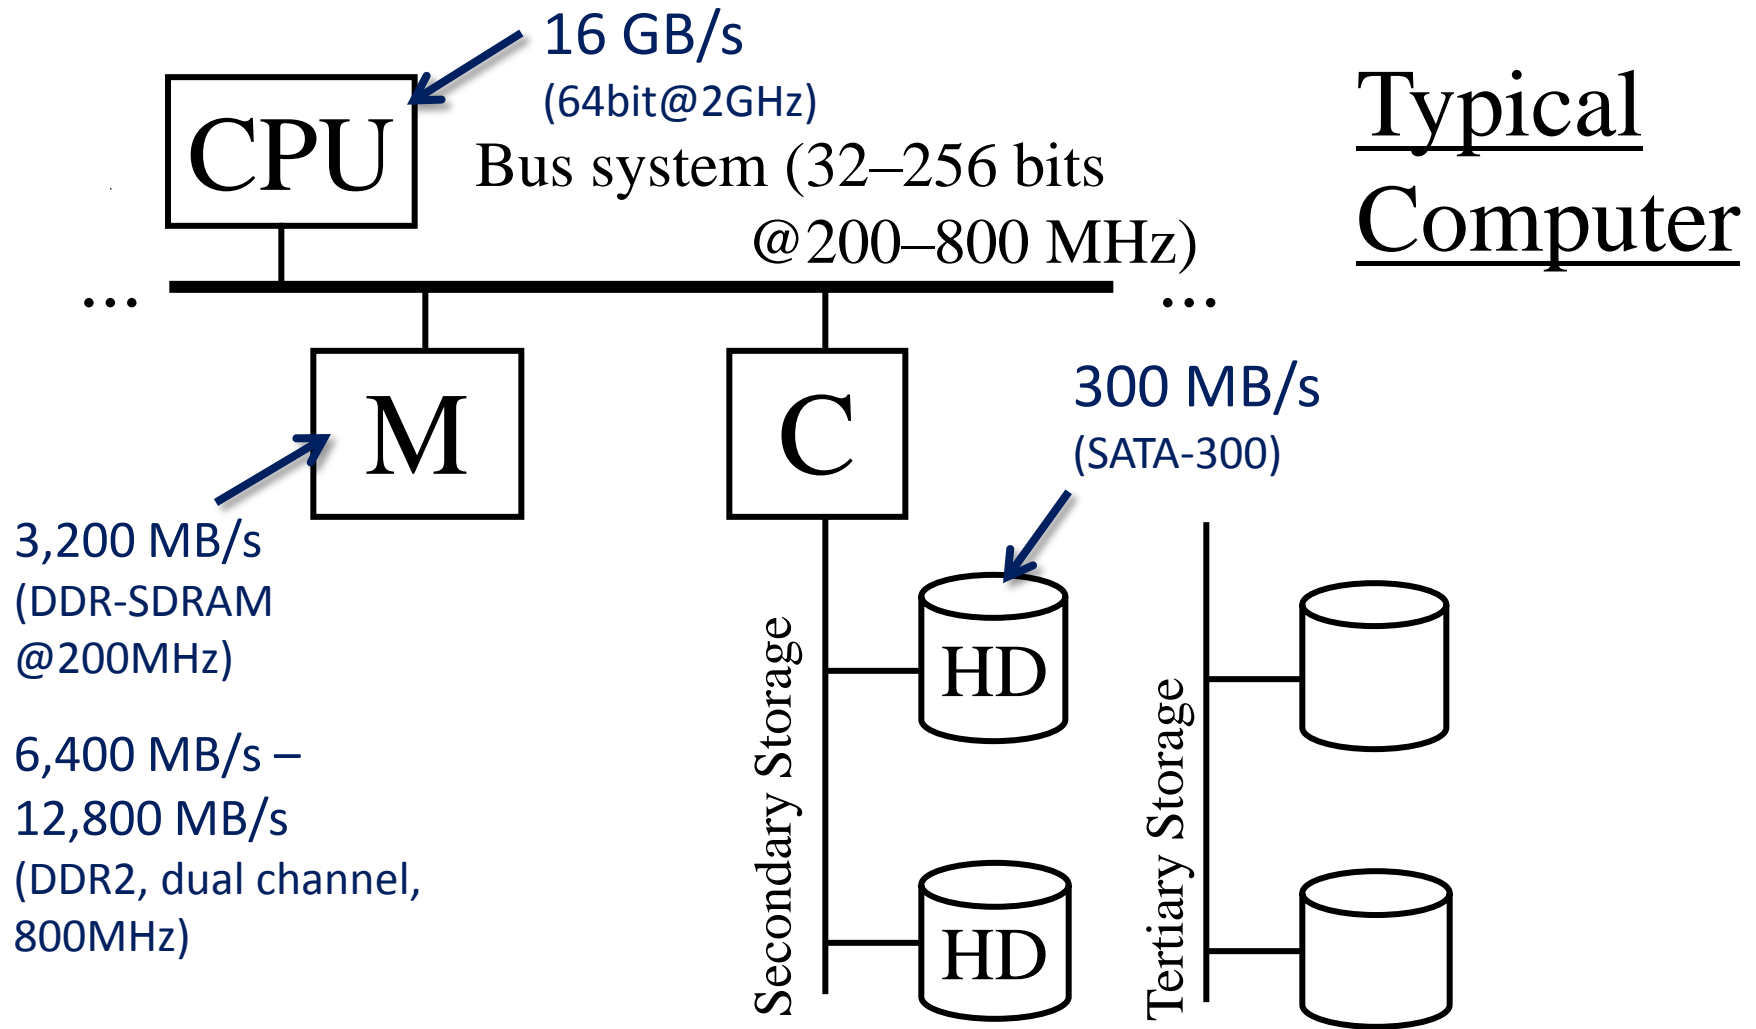 16 GB/s
(64bit@2GHz)
Typical
Computer
CPU
Bus system (32–256 bits
@200–800 MHz)
...
...
M
C
300 MB/s
(SATA-300)
3,200 MB/s
(DDR-SDRAM
@200MHz)
6,400 MB/s –
12,800 MB/s
(DDR2, dual channel,
800MHz)
Secondary Storage
HD
HD
Tertiary Storage